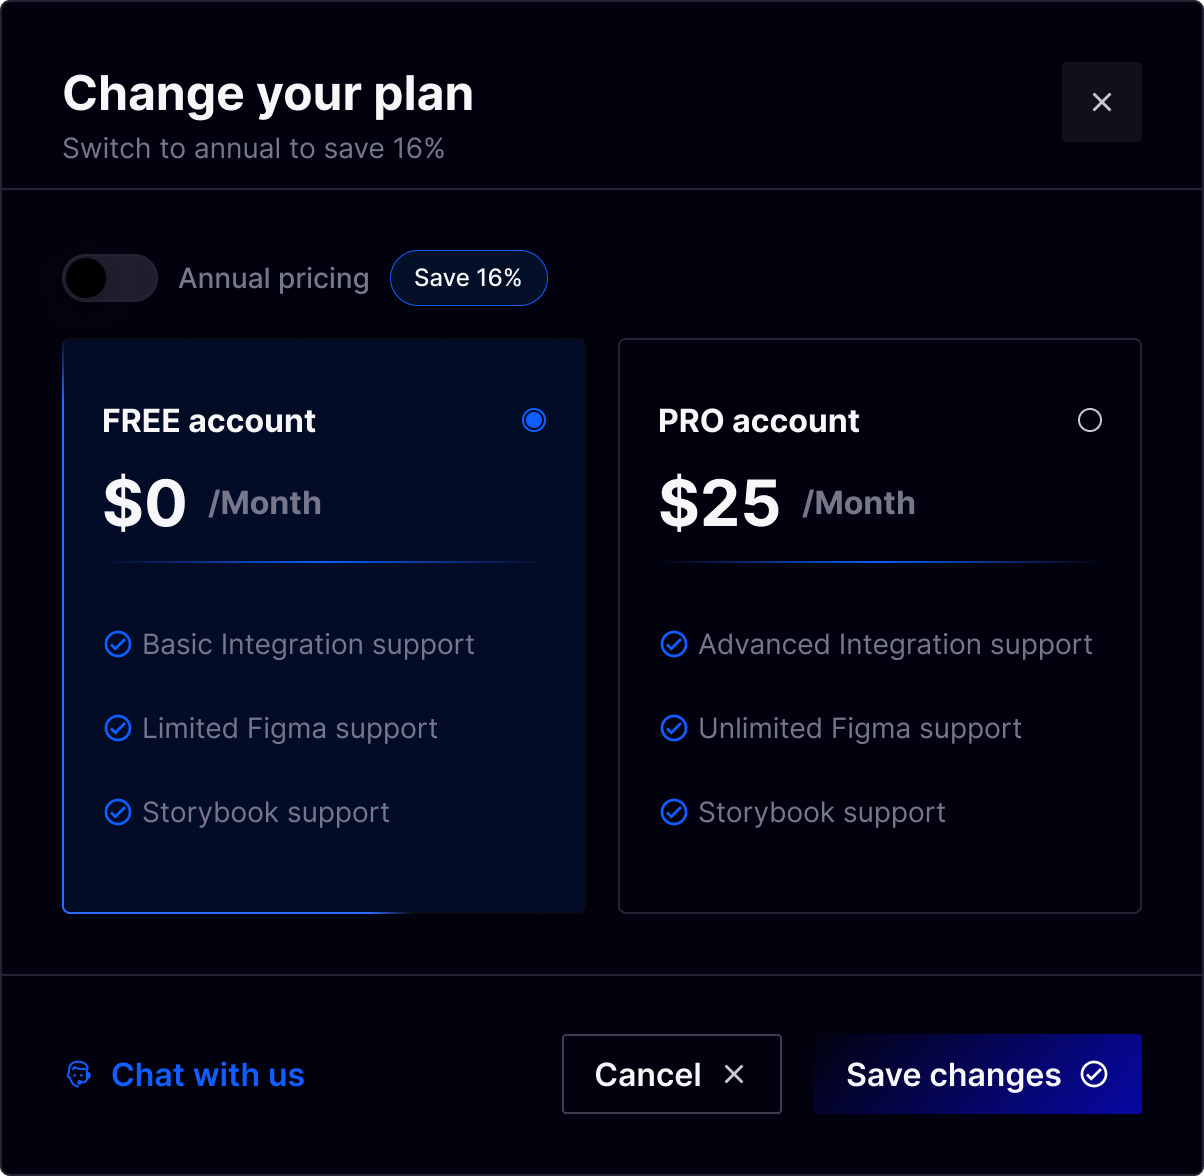 Change your plan
Switch to annual to save 16%
Annual pricing
Save 16%
FREE account
$0 /Month
Basic Integration support
Limited Figma support
Storybook support
PRO account
$25 /Month
Advanced Integration support
Unlimited Figma support
Storybook support
Chat with us
Cancel
Save changes